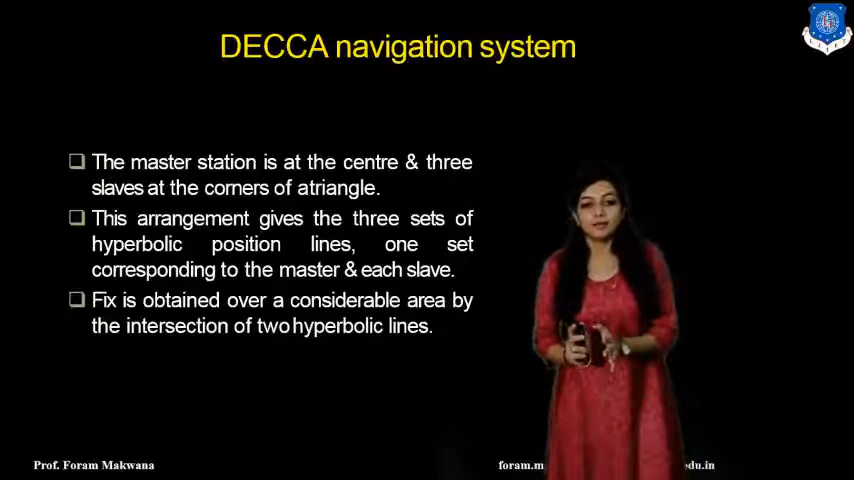 DECCA navigation system
The master station is at the centre & three
slaves at the corners of atriangle.
This arrangement gives the three sets of
hyperbolic position lines, one set
corresponding to the master & each slave.
Fix is obtained over a considerable area by
the intersection of two hyperbolic lines.
Prof. Foram Makwana
foram.m
edu.in